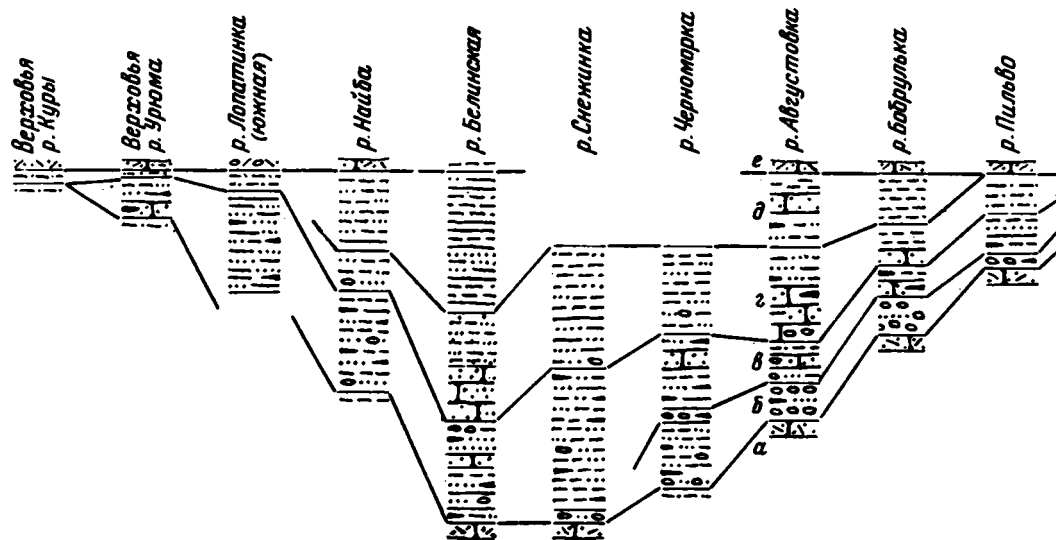 Верховья
р. Куры
Верховья
р. Урюма
р. Лопатинка
(южная)
р. Найба
р. Белинская
р. Снежинка
р. Черноморка
р. Августовка
р. Бобрулька
р. Пильво
е
д
г
в
б
а